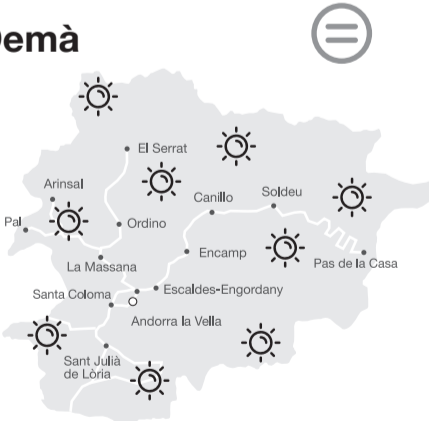 Demà
El Serrat
Arinsal
Canillo
Soldeu
Pal
Ordino
Encamp
La Massana
Pas de la Casa
Santa Coloma
Escaldes-Engordany
Andorra la Vella
Sant Julià
de Lòria